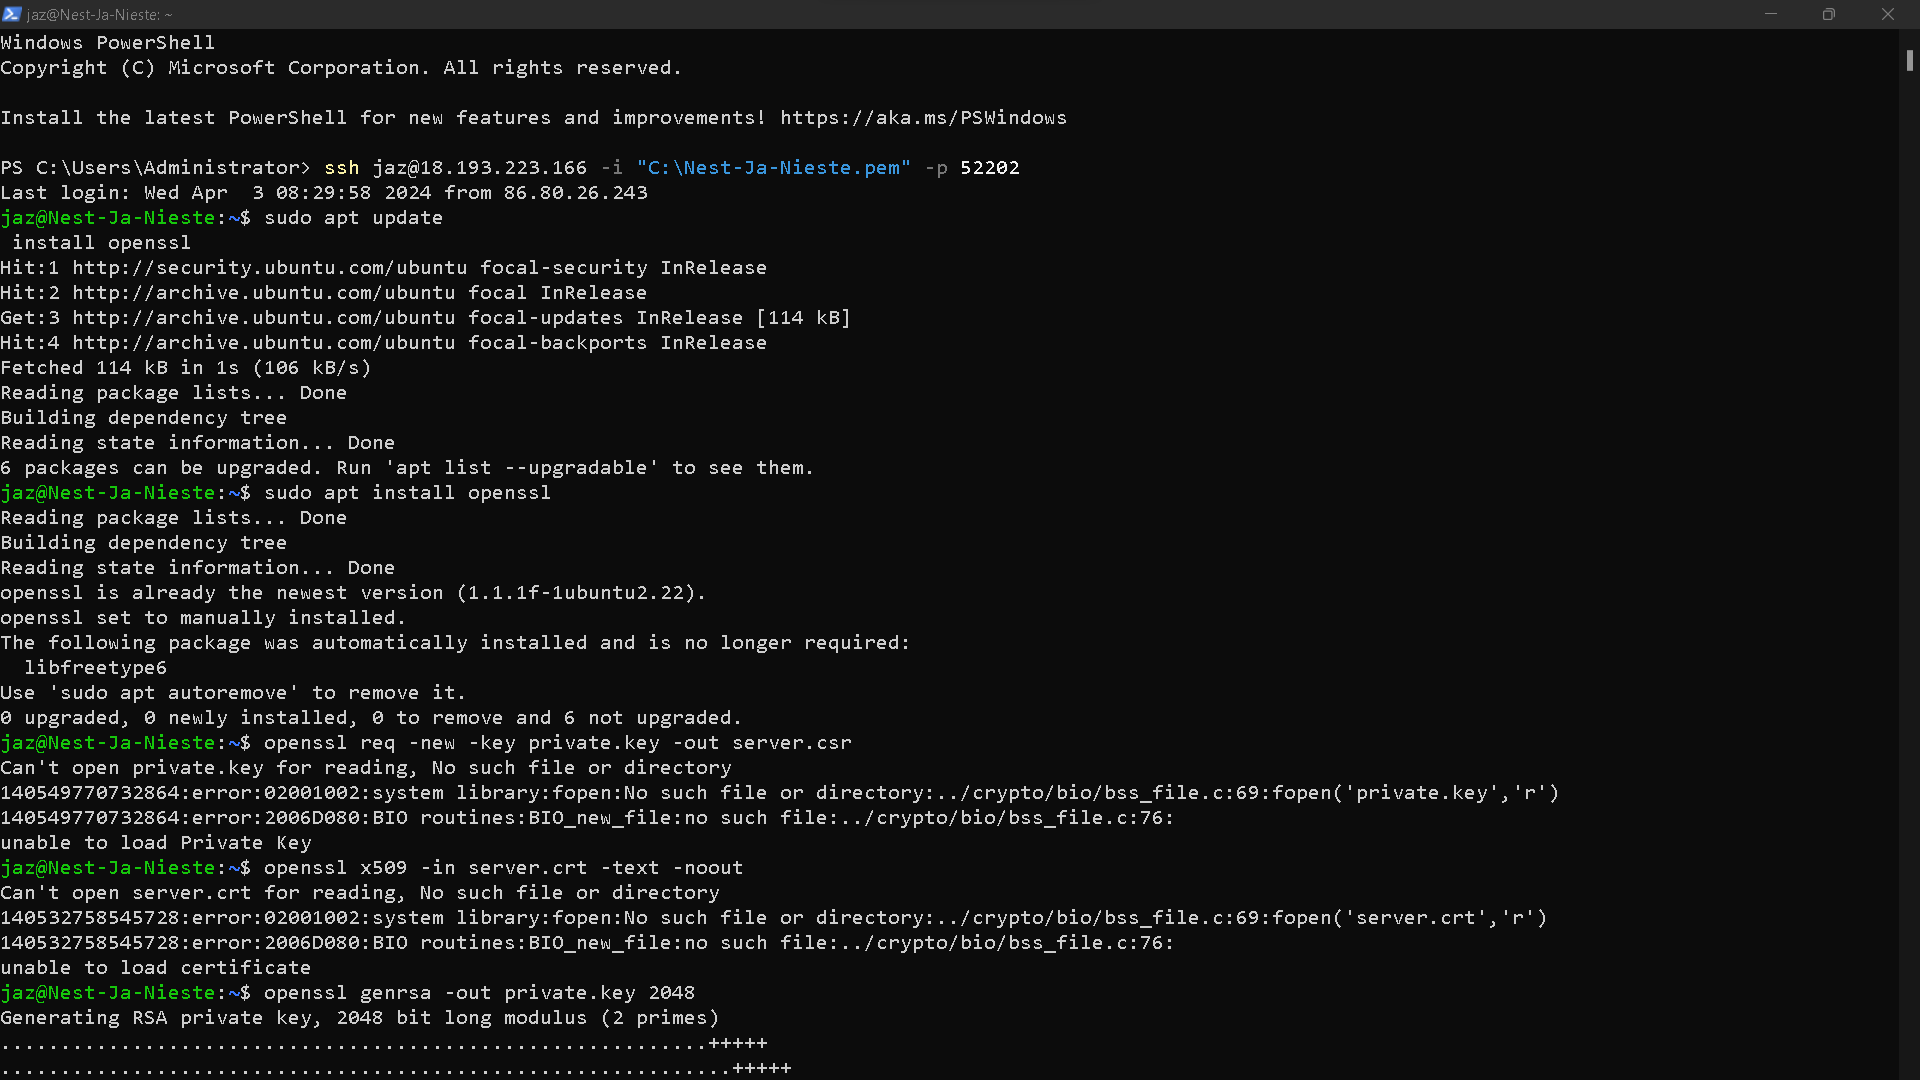 jaz@Nest-Ja-Nieste: ~
Windows PowerShell
Copyright (C) Microsoft Corporation. All rights reserved.
Install the latest PowerShell for new features and improvements! https://aka.ms/PSWindows
PS C:\Users\Administrator> ssh jaz@18.193.223.166 -i "C:\Nest-Ja-Nieste.pem" -p 52202
Last login: Wed Apr  3 08:29:58 2024 from 86.80.26.243
jaz@Nest-Ja-Nieste:~$ sudo apt update
 install openssl
Hit:1 http://security.ubuntu.com/ubuntu focal-security InRelease
Hit:2 http://archive.ubuntu.com/ubuntu focal InRelease
Get:3 http://archive.ubuntu.com/ubuntu focal-updates InRelease [114 kB]
Hit:4 http://archive.ubuntu.com/ubuntu focal-backports InRelease
Fetched 114 kB in 1s (106 kB/s)
Reading package lists... Done
Building dependency tree
Reading state information... Done
6 packages can be upgraded. Run 'apt list --upgradable' to see them.
jaz@Nest-Ja-Nieste:~$ sudo apt install openssl
Reading package lists... Done
Building dependency tree
Reading state information... Done
openssl is already the newest version (1.1.1f-1ubuntu2.22).
openssl set to manually installed.
The following package was automatically installed and is no longer required:
  libfreetype6
Use 'sudo apt autoremove' to remove it.
0 upgraded, 0 newly installed, 0 to remove and 6 not upgraded.
jaz@Nest-Ja-Nieste:~$ openssl req -new -key private.key -out server.csr
Can't open private.key for reading, No such file or directory
140549770732864:error:02001002:system library:fopen:No such file or directory:../crypto/bio/bss_file.c:69:fopen('private.key','r')
140549770732864:error:2006D080:BIO routines:BIO_new_file:no such file:../crypto/bio/bss_file.c:76:
unable to load Private Key
jaz@Nest-Ja-Nieste:~$ openssl x509 -in server.crt -text -noout
Can't open server.crt for reading, No such file or directory
140532758545728:error:02001002:system library:fopen:No such file or directory:../crypto/bio/bss_file.c:69:fopen('server.crt','r')
140532758545728:error:2006D080:BIO routines:BIO_new_file:no such file:../crypto/bio/bss_file.c:76:
unable to load certificate
jaz@Nest-Ja-Nieste:~$ openssl genrsa -out private.key 2048
Generating RSA private key, 2048 bit long modulus (2 primes)
...........................................................+++++
.............................................................+++++